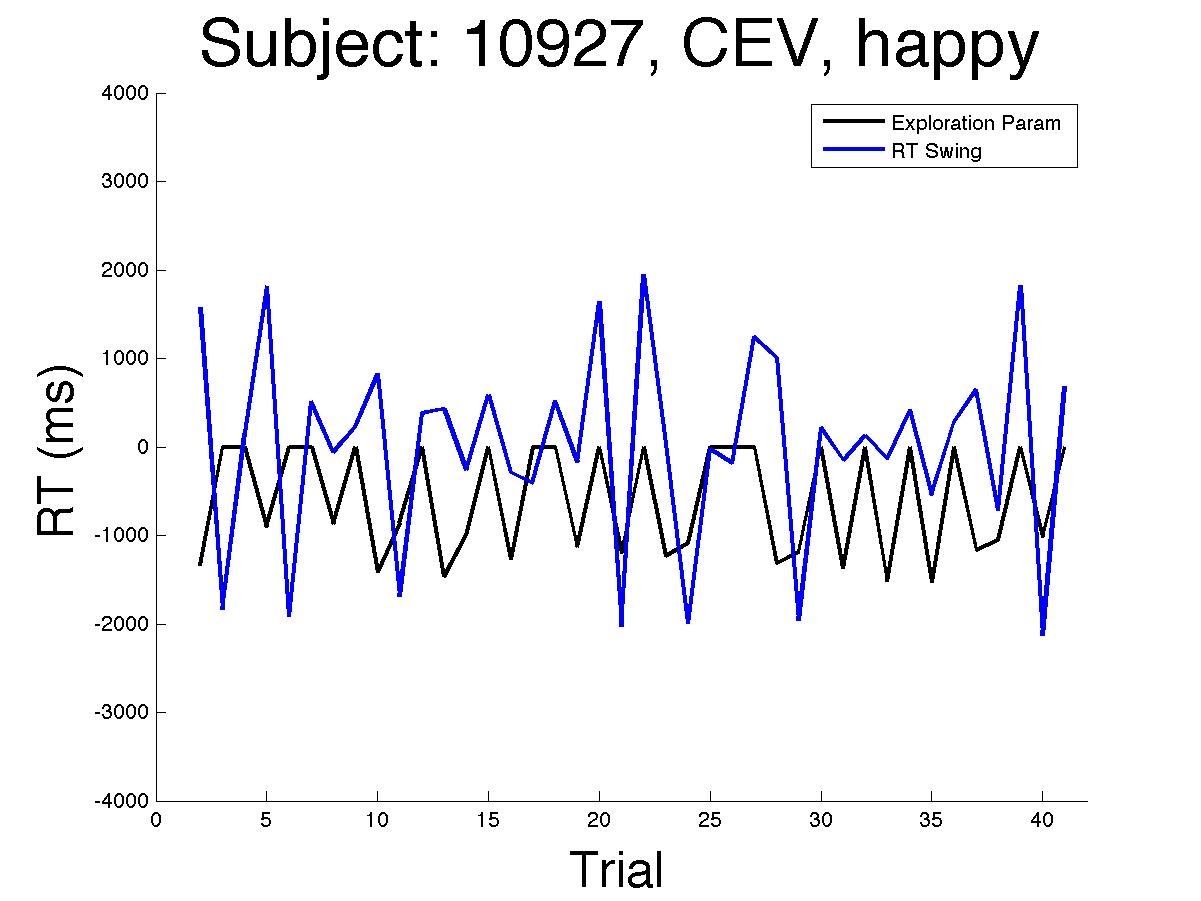 Subject: 10927, CEV, happy
Exploration Param
RT Swing
4000
3000
2000
1000
0
-1000
-2000
-3000
-4000
RT (ms)
0 5 10 15 20 25 30 35 40
Trial